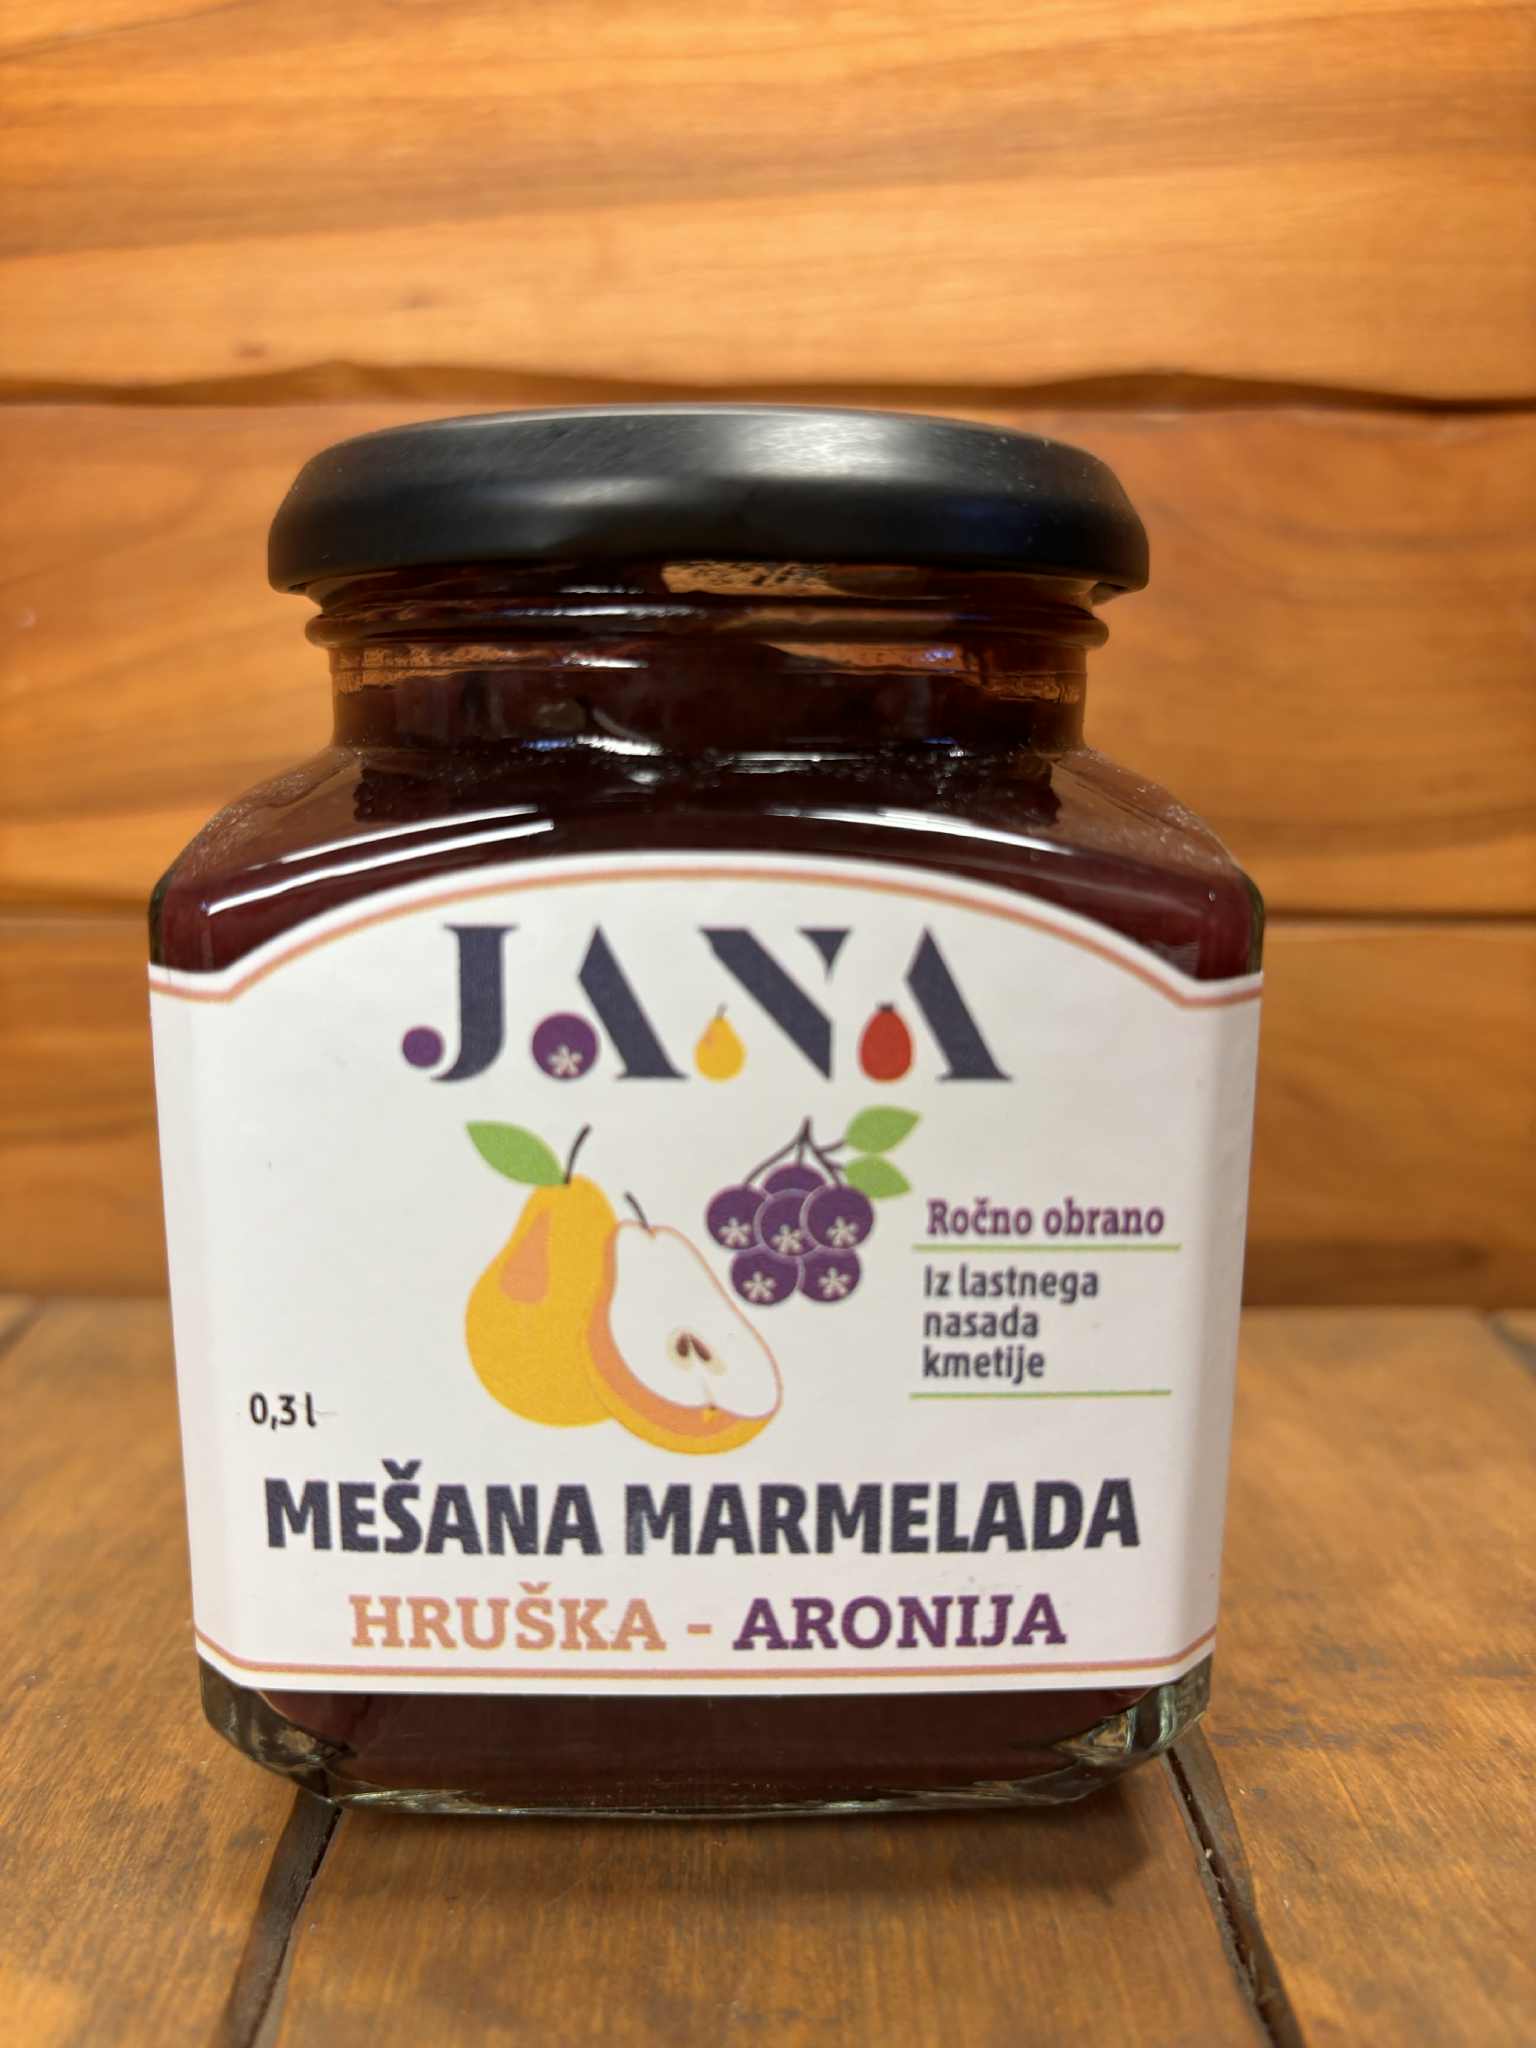 JANA
Ročno obrano
Iz lastnega
nasada
kmetije
0,3 l
MEŠANA MARMELADA
HRUŠKA - ARONIJA